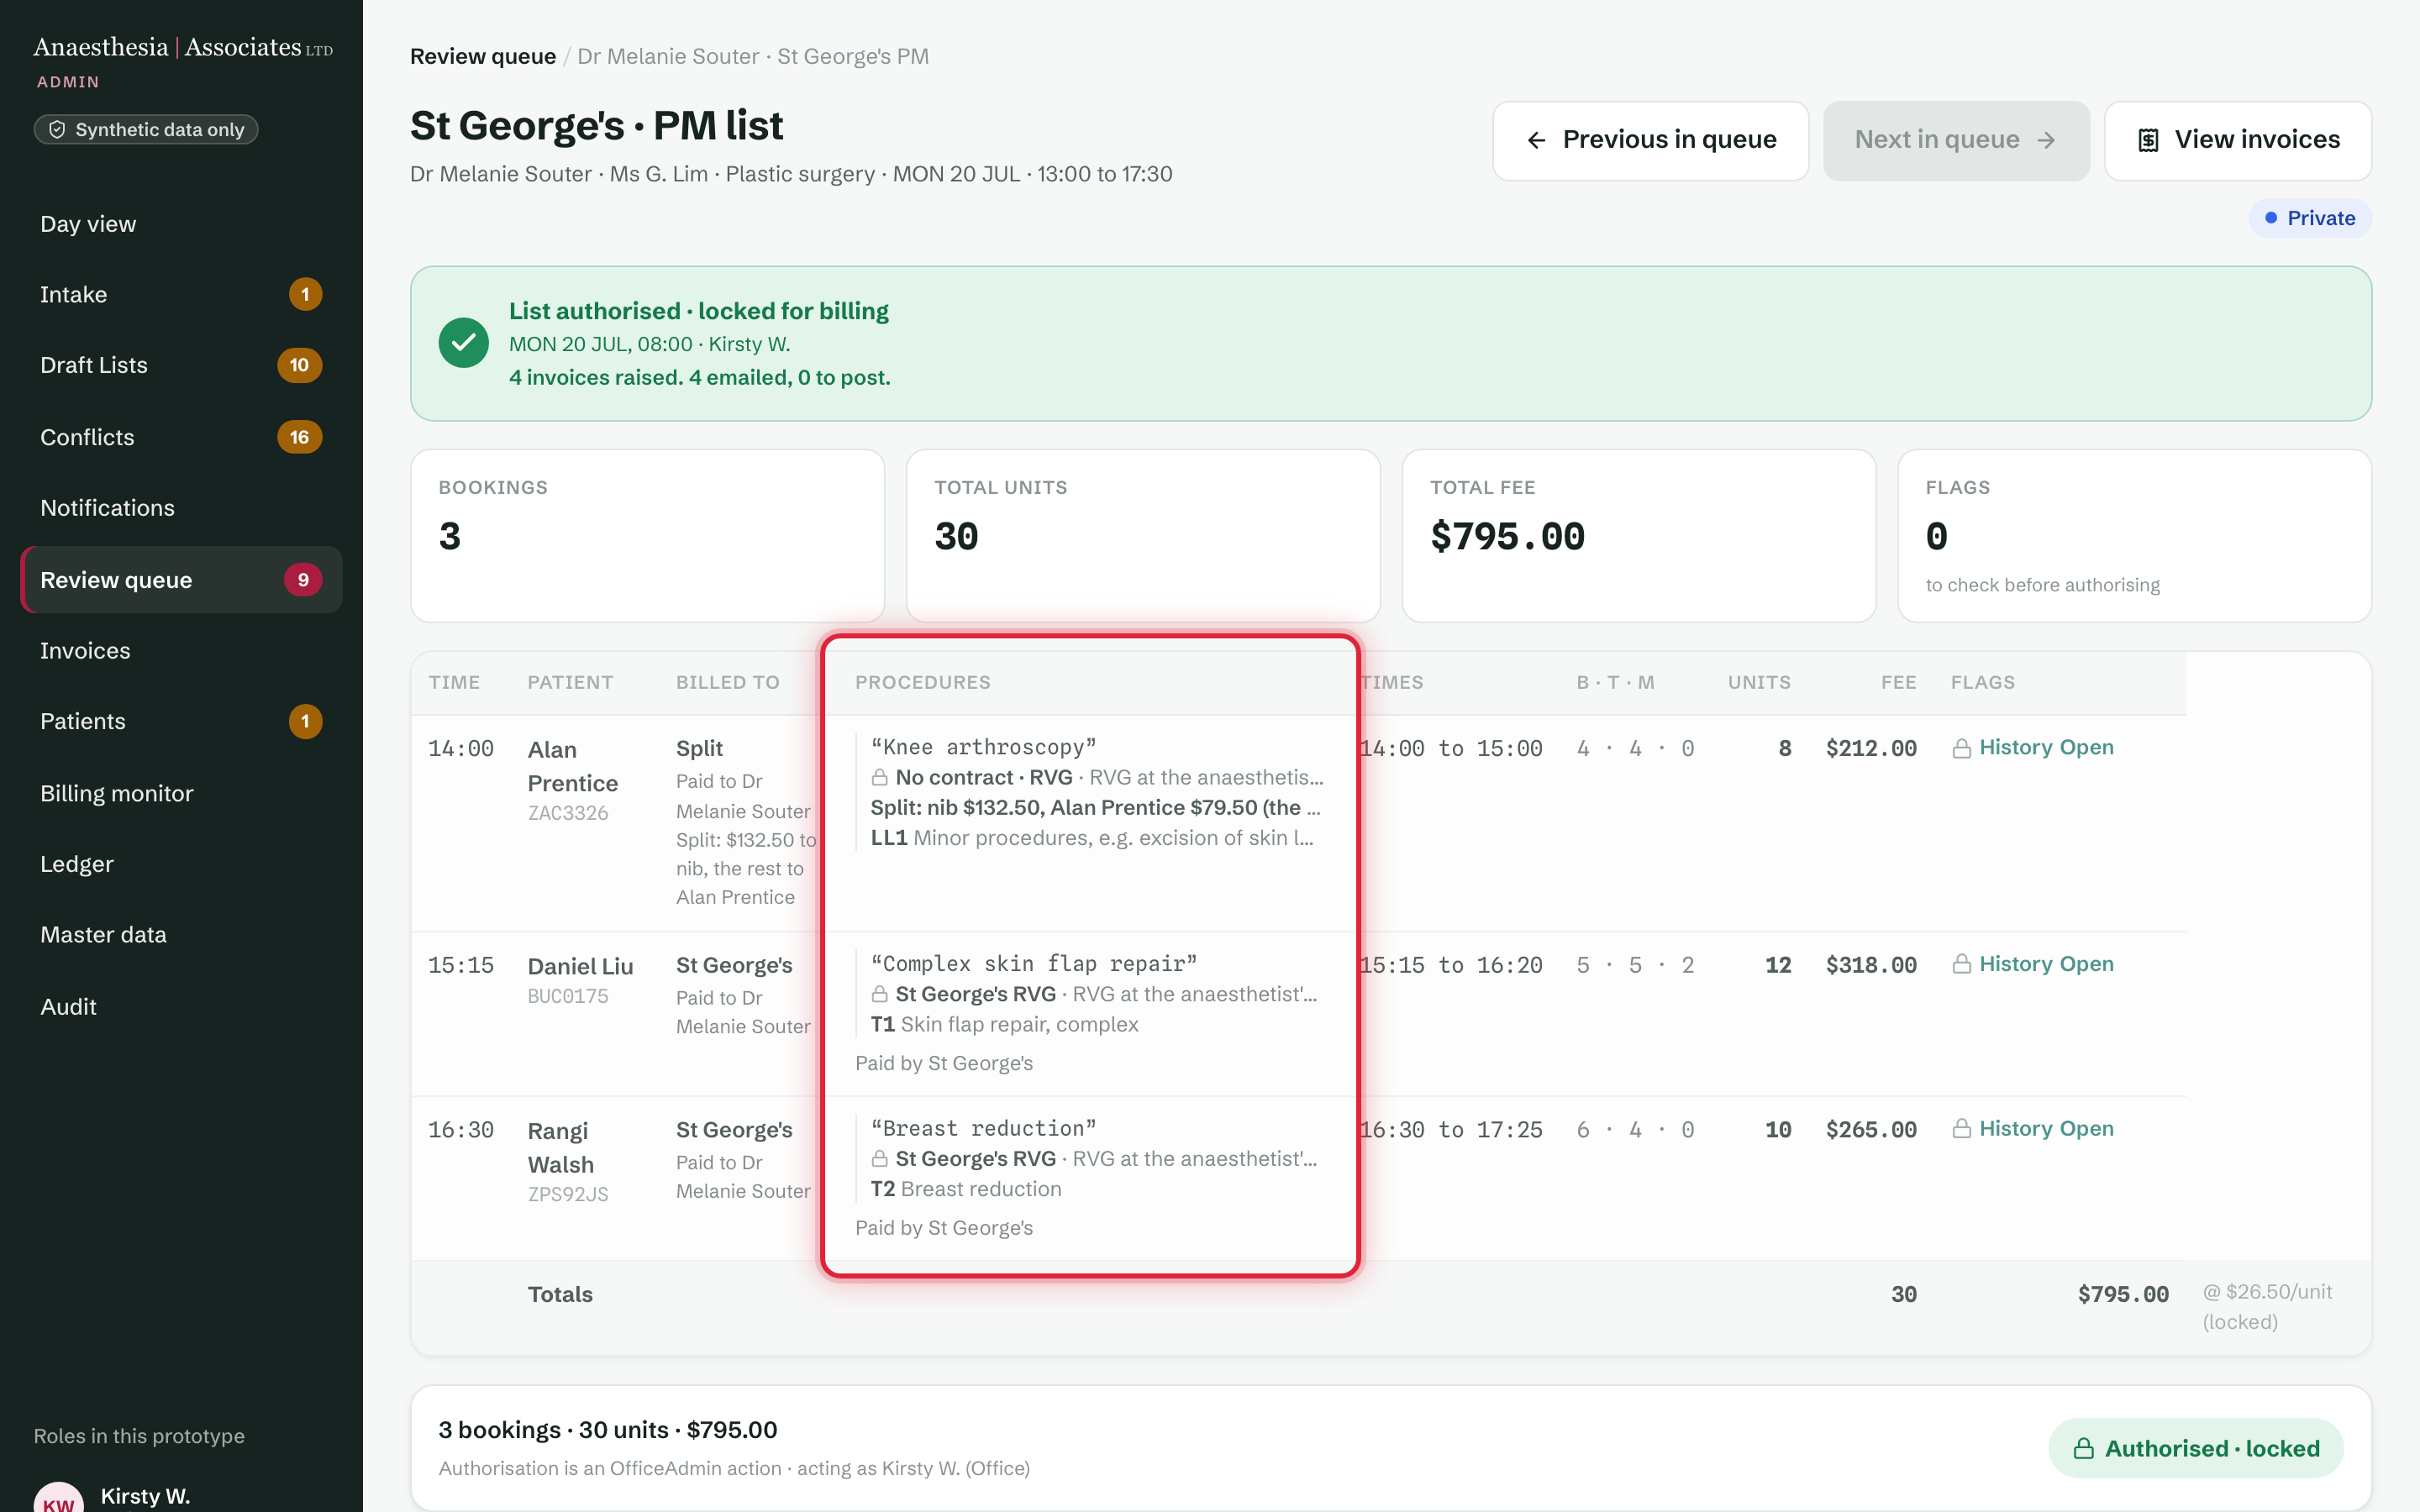 Anaesthesia | Associates LTD
ADMIN
Synthetic data only
Day view
Intake 1
Draft Lists 10
Conflicts 16
Notifications
Review queue 9
Invoices
Patients 1
Billing monitor
Ledger
Master data
Audit
Roles in this prototype
KW Kirsty W.
Review queue / Dr Melanie Souter · St George's PM
St George's · PM list
Dr Melanie Souter · Ms G. Lim · Plastic surgery · MON 20 JUL · 13:00 to 17:30
← Previous in queue
Next in queue →
View invoices
Private
List authorised · locked for billing
MON 20 JUL, 08:00 · Kirsty W.
4 invoices raised. 4 emailed, 0 to post.
BOOKINGS
3
TOTAL UNITS
30
TOTAL FEE
$795.00
FLAGS
0
to check before authorising
TIME PATIENT BILLED TO PROCEDURES TIMES B · T · M UNITS FEE FLAGS
14:00
Alan
Prentice
ZAC3326
Split
Paid to Dr
Melanie Souter
Split: $132.50 to
nib, the rest to
Alan Prentice
“Knee arthroscopy”
No contract · RVG · RVG at the anaesthetis...
Split: nib $132.50, Alan Prentice $79.50 (the ...
LL1 Minor procedures, e.g. excision of skin l...
14:00 to 15:00
4 · 4 · 0
8
$212.00
History Open
15:15
Daniel Liu
BUC0175
St George's
Paid to Dr
Melanie Souter
“Complex skin flap repair”
St George's RVG · RVG at the anaesthetist'...
T1 Skin flap repair, complex
Paid by St George's
15:15 to 16:20
5 · 5 · 2
12
$318.00
History Open
16:30
Rangi
Walsh
ZPS92JS
St George's
Paid to Dr
Melanie Souter
“Breast reduction”
St George's RVG · RVG at the anaesthetist'...
T2 Breast reduction
Paid by St George's
16:30 to 17:25
6 · 4 · 0
10
$265.00
History Open
Totals
30
$795.00
@ $26.50/unit
(locked)
3 bookings · 30 units · $795.00
Authorisation is an OfficeAdmin action · acting as Kirsty W. (Office)
Authorised · locked